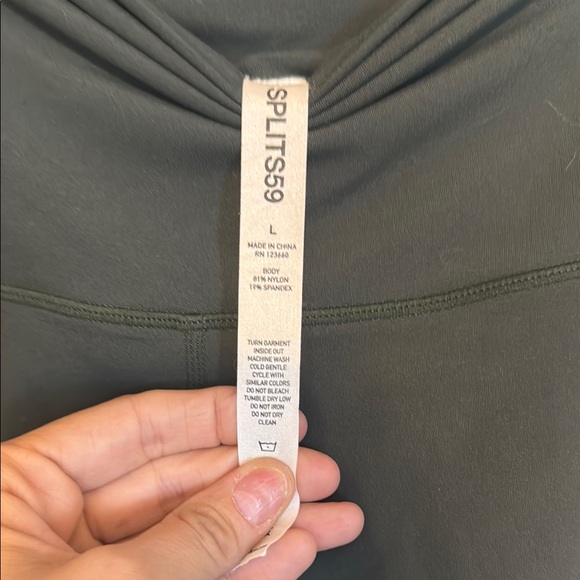 SPLITS59
L
MADE IN CHINA
RN 123660
BODY
81% NYLON
19% SPANDEX
TURN GARMENT
INSIDE OUT
MACHINE WASH
COLD GENTLE
CYCLE WITH
SIMILAR COLORS
DO NOT BLEACH
TUMBLE DRY LOW
DO NOT IRON
DO NOT DRY
CLEAN